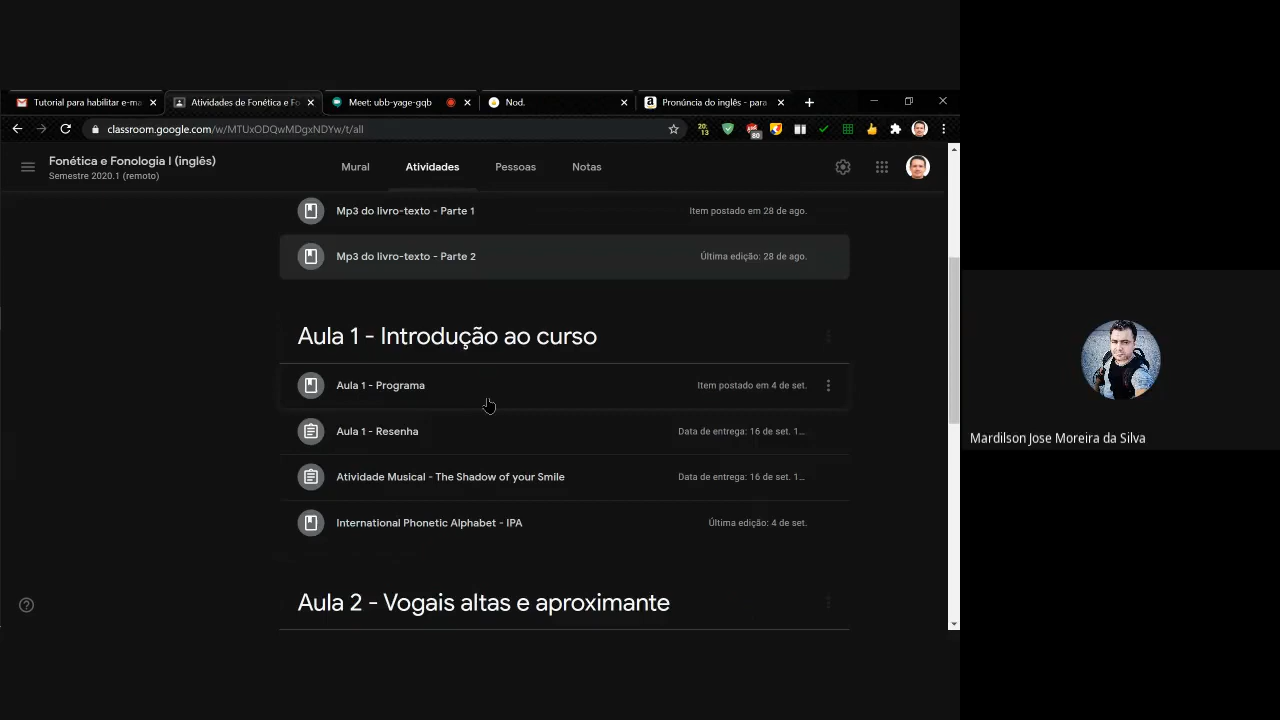 Tutorial para habilitar e-ma
Atividades de Fonética e Fo
Meet: ubb-yage-gqb
Nod.
Pronúncia do inglês - para
classroom.google.com/w/MTUxODQwMDgxNDYw/t/all
20
13
80
Fonética e Fonologia I (inglês)
Semestre 2020.1 (remoto)
Mural
Atividades
Pessoas
Notas
Mp3 do livro-texto - Parte 1
Item postado em 28 de ago.
Mp3 do livro-texto - Parte 2
Última edição: 28 de ago.
Aula 1 - Introdução ao curso
Aula 1 - Programa
Item postado em 4 de set.
Aula 1 - Resenha
Data de entrega: 16 de set. 1...
Atividade Musical - The Shadow of your Smile
Data de entrega: 16 de set. 1...
International Phonetic Alphabet - IPA
Última edição: 4 de set.
Aula 2 - Vogais altas e aproximante
Mardilson Jose Moreira da Silva